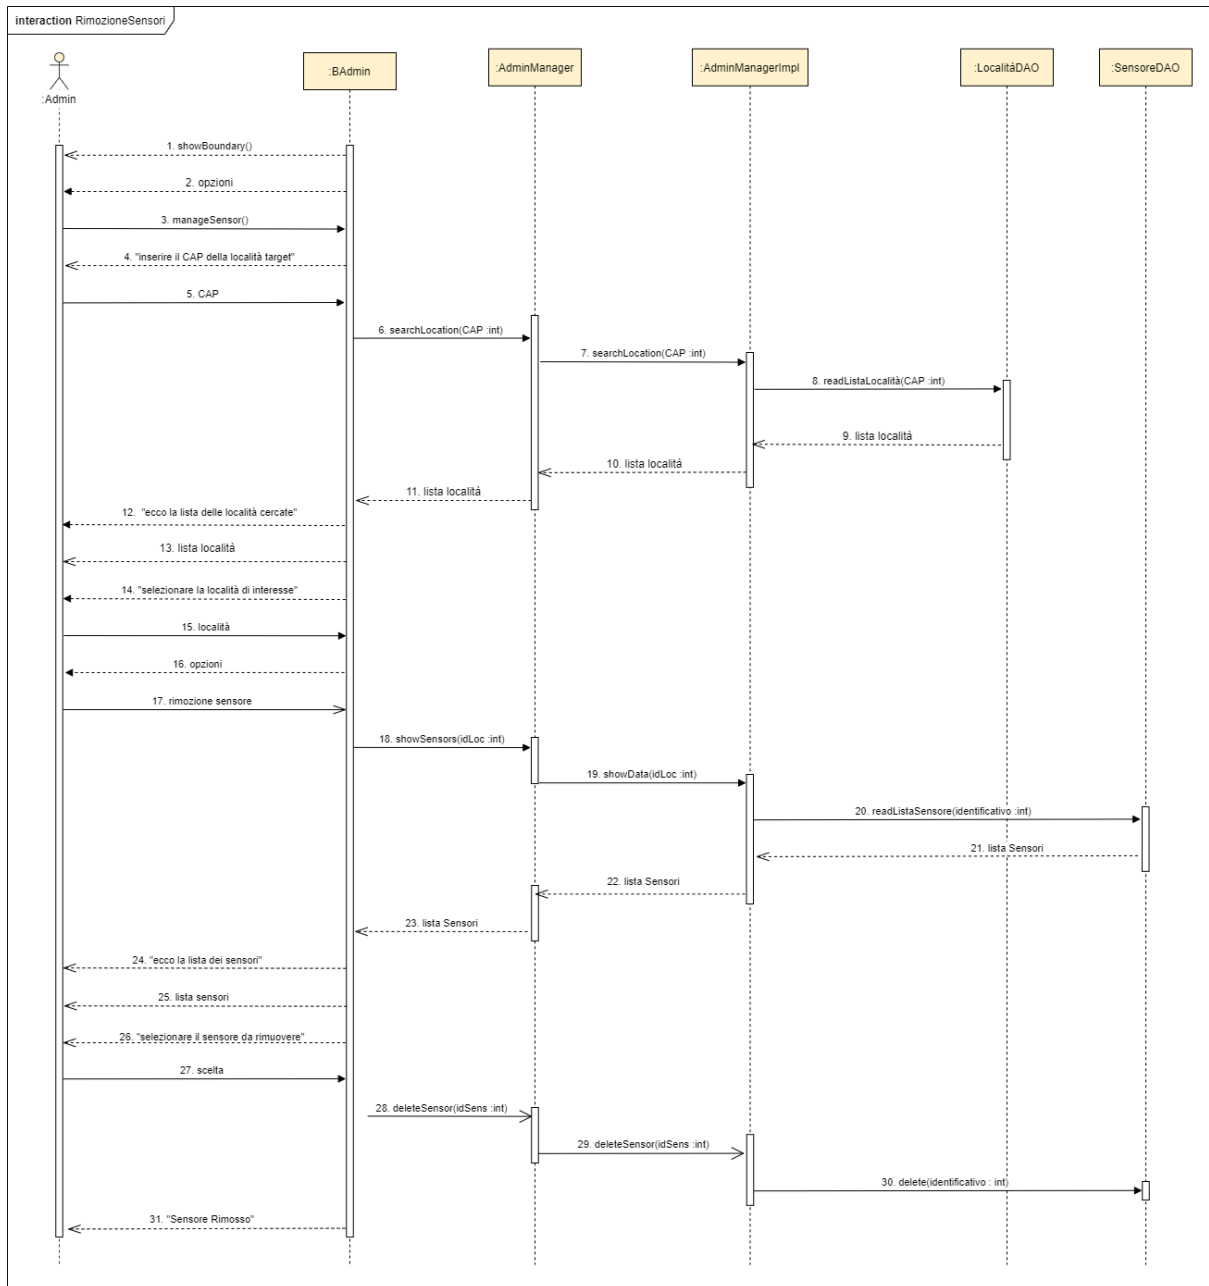 interaction RimozioneSensori
:Admin
:BAdmin
:AdminManager
:AdminManagerImpl
:LocalitàDAO
:SensoreDAO
1. showBoundary()
2. opzioni
3. manageSensor()
4. "inserire il CAP della località target"
5. CAP
6. searchLocation(CAP :int)
7. searchLocation(CAP :int)
8. readListaLocalità(CAP :int)
9. lista località
10. lista località
11. lista località
12. "ecco la lista delle località cercate"
13. lista località
14. "selezionare la località di interesse"
15. località
16. opzioni
17. rimozione sensore
18. showSensors(idLoc :int)
19. showData(idLoc :int)
20. readListaSensore(identificativo :int)
21. lista Sensori
22. lista Sensori
23. lista Sensori
24. "ecco la lista dei sensori"
25. lista sensori
26. "selezionare il sensore da rimuovere"
27. scelta
28. deleteSensor(idSens :int)
29. deleteSensor(idSens :int)
30. delete(identificativo : int)
31. "Sensore Rimosso"